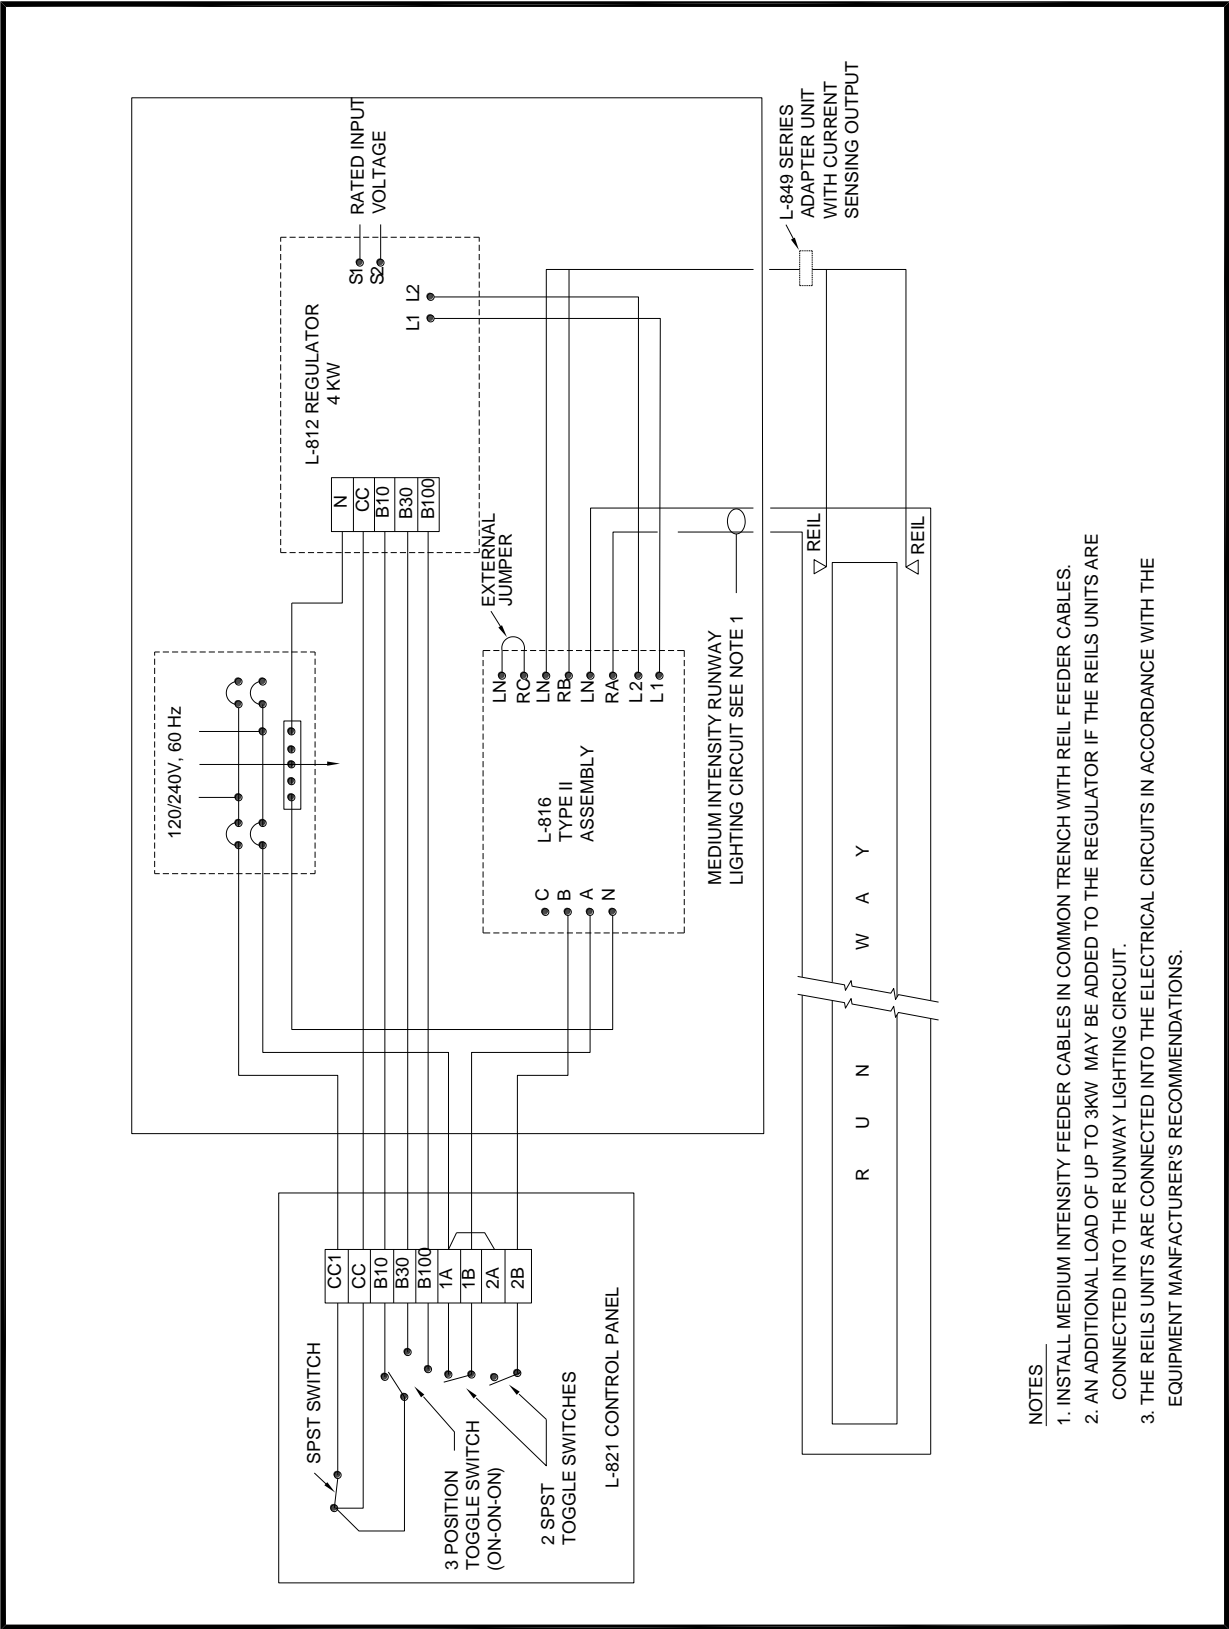 120/240V, 60 Hz
L-812 REGULATOR
4 KW
S1
S2
RATED INPUT
VOLTAGE
L1
L2
N
CC
B10
B30
B100
EXTERNAL
JUMPER
LN
RC
LN
RB
LN
RA
L2
L1
L-816
TYPE II
ASSEMBLY
C
B
A
N
MEDIUM INTENSITY RUNWAY
LIGHTING CIRCUIT SEE NOTE 1
L-849 SERIES
ADAPTER UNIT
WITH CURRENT
SENSING OUTPUT
SPST SWITCH
CC1
CC
B10
B30
B100
1A
1B
2A
2B
3 POSITION
TOGGLE SWITCH
(ON-ON-ON)
2 SPST
TOGGLE SWITCHES
L-821 CONTROL PANEL
REIL
REIL
R U N W A Y
NOTES
1. INSTALL MEDIUM INTENSITY FEEDER CABLES IN COMMON TRENCH WITH REIL FEEDER CABLES.
2. AN ADDITIONAL LOAD OF UP TO 3KW MAY BE ADDED TO THE REGULATOR IF THE REILS UNITS ARE
CONNECTED INTO THE RUNWAY LIGHTING CIRCUIT.
3. THE REILS UNITS ARE CONNECTED INTO THE ELECTRICAL CIRCUITS IN ACCORDANCE WITH THE
EQUIPMENT MANFACTURER'S RECOMMENDATIONS.